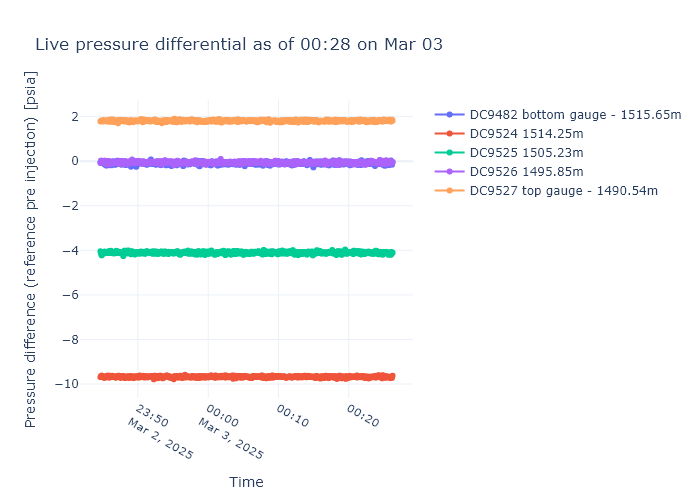 Live pressure differential as of 00:28 on Mar 03
Pressure difference (reference pre injection) [psia]
2
0
−2
−4
−6
−8
−10
23:50
Mar 2, 2025
00:00
Mar 3, 2025
00:10
00:20
Time
DC9482 bottom gauge - 1515.65m
DC9524 1514.25m
DC9525 1505.23m
DC9526 1495.85m
DC9527 top gauge - 1490.54m